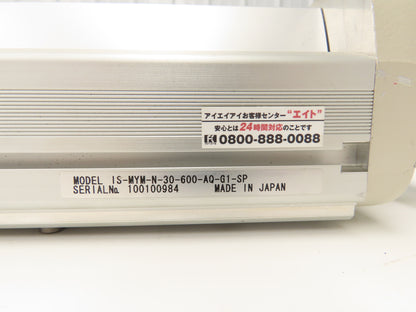 アイエイアイお客様センター“エイト”
安心とは24時間対応のことです
0800-888-0088
MODEL IS-MYM-N-30-600-AQ-G1-SP
SERIAL No. 100100984 MADE IN JAPAN